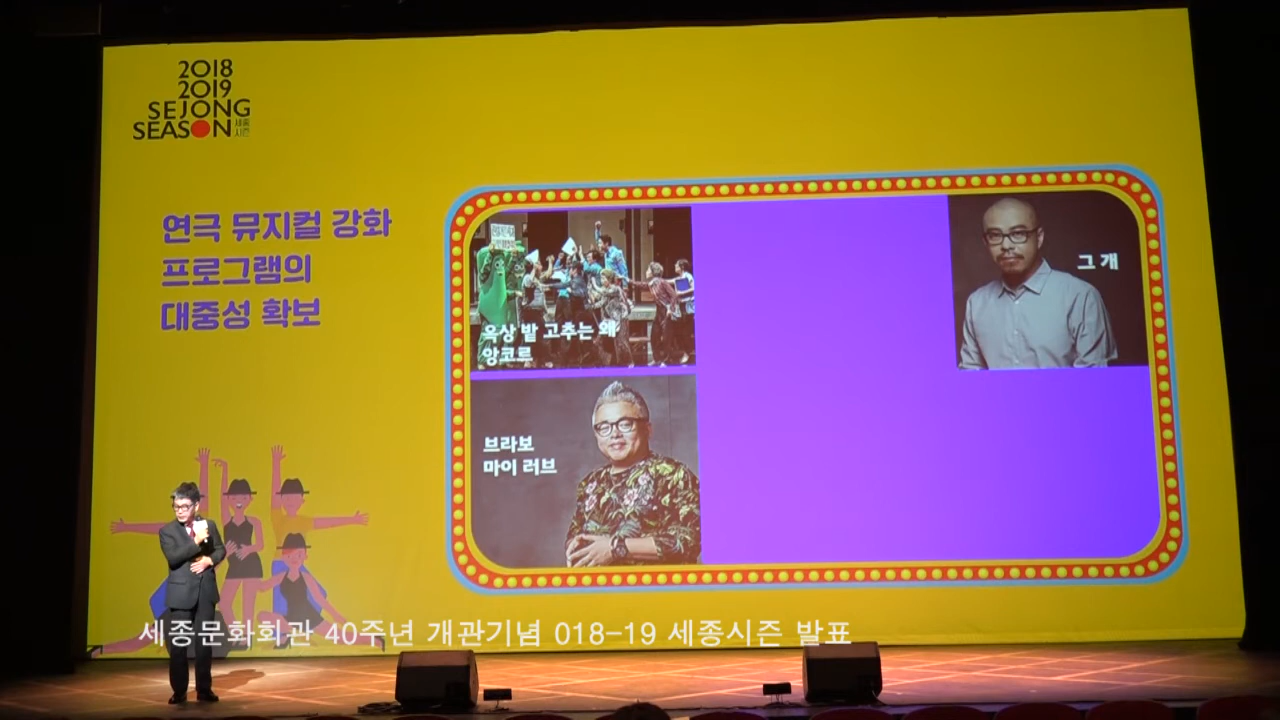 2018
2019
SEJONG
SEASON 세종
시즌
연극 뮤지컬 강화
프로그램의
대중성 확보
옥상 밭 고추는 왜
앙코르
그 개
브라보
마이 러브
세종문화회관 40주년 개관기념 018-19 세종시즌 발표